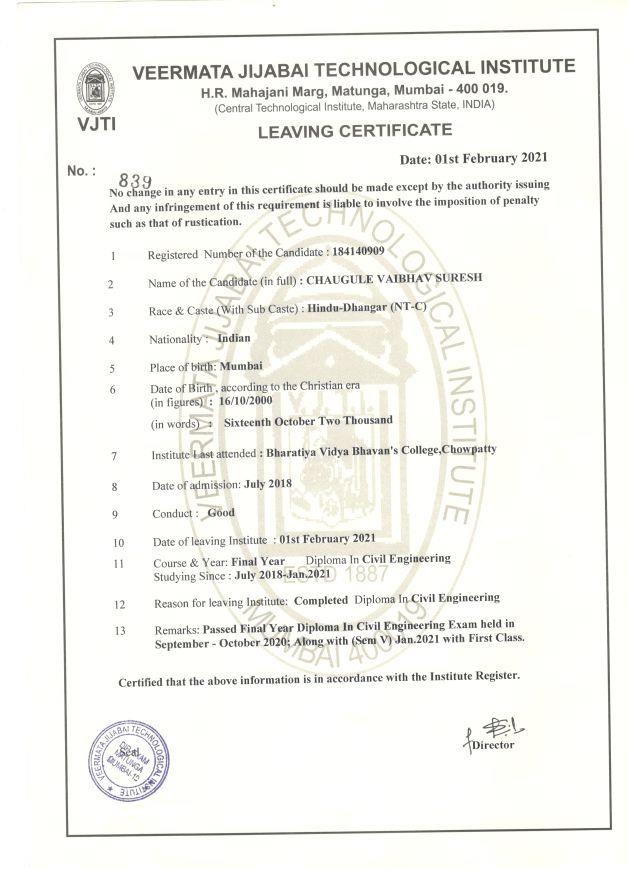 VEERMATA JIJABAI TECHNOLOGICAL INSTITUTE
H.R. Mahajani Marg, Matunga, Mumbai - 400 019.
(Central Technological Institute, Maharashtra State, INDIA)
VJTI
LEAVING CERTIFICATE
Date: 01st February 2021
No. : 839
No change in any entry in this certificate should be made except by the authority issuing
And any infringement of this requirement is liable to involve the imposition of penalty
such as that of rustication.
1 Registered Number of the Candidate : 184140909
2 Name of the Candidate (in full) : CHAUGULE VAIBHAV SURESH
3 Race & Caste (With Sub Caste) : Hindu-Dhangar (NT-C)
4 Nationality : Indian
5 Place of birth: Mumbai
6 Date of Birth , according to the Christian era
(in figures) : 16/10/2000
(in words) : Sixteenth October Two Thousand
7 Institute Last attended : Bharatiya Vidya Bhavan's College,Chowpatty
8 Date of admission: July 2018
9 Conduct : Good
10 Date of leaving Institute : 01st February 2021
11 Course & Year: Final Year Diploma In Civil Engineering
Studying Since : July 2018-Jan.2021
12 Reason for leaving Institute: Completed Diploma In Civil Engineering
13 Remarks: Passed Final Year Diploma In Civil Engineering Exam held in
September - October 2020; Along with (Sem V) Jan.2021 with First Class.
Certified that the above information is in accordance with the Institute Register.
Seal
Director
VEERMATA JIJABAI TECHNOLOGICAL INSTITUTE
ESTD 1887
MUMBAI 400 19
VEERMATA JIJABAI TECHNOLOGICAL INSTITUTE
MATUNGA